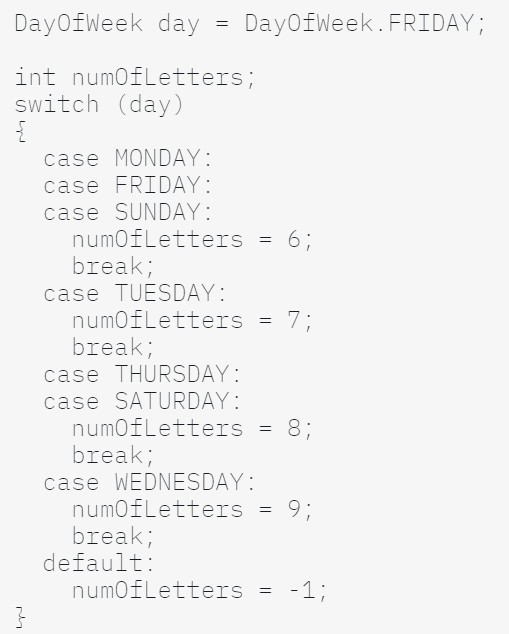 DayOfWeek day = DayOfWeek.FRIDAY;

int numOfLetters;
switch (day)
{
  case MONDAY:
  case FRIDAY:
  case SUNDAY:
    numOfLetters = 6;
    break;
  case TUESDAY:
    numOfLetters = 7;
    break;
  case THURSDAY:
  case SATURDAY:
    numOfLetters = 8;
    break;
  case WEDNESDAY:
    numOfLetters = 9;
    break;
  default:
    numOfLetters = -1;
}